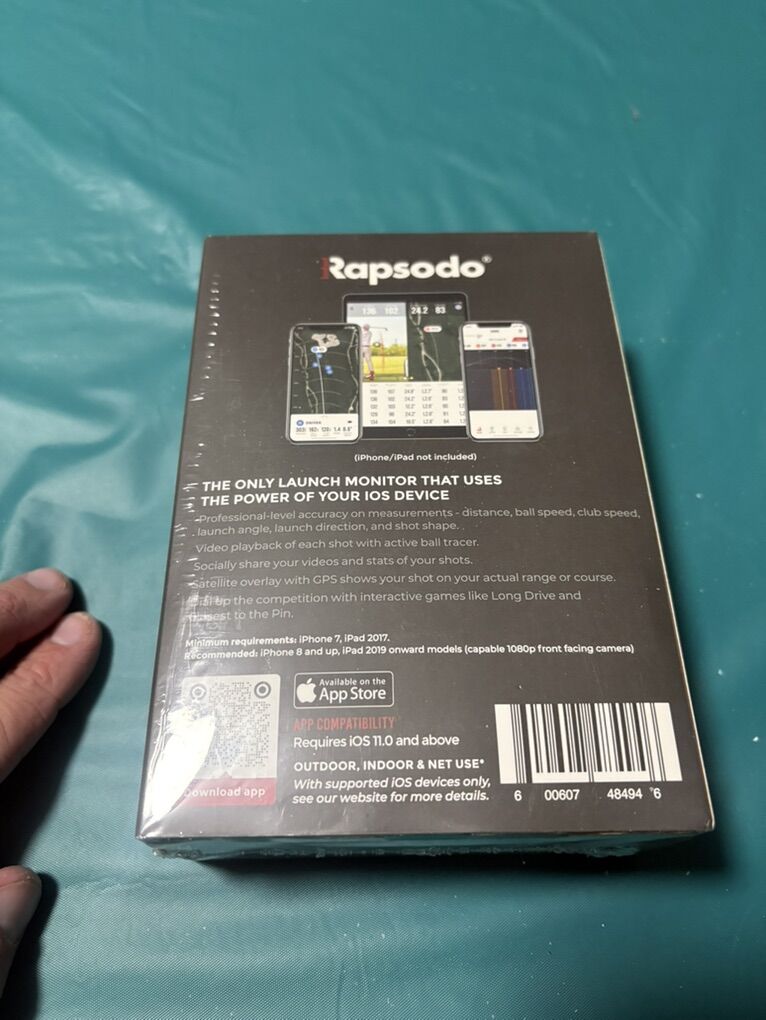 Rapsodo®
136 102 24.2 83
(iPhone/iPad not included)
THE ONLY LAUNCH MONITOR THAT USES
THE POWER OF YOUR IOS DEVICE
Professional-level accuracy on measurements - distance, ball speed, club speed,
launch angle, launch direction, and shot shape.
Video playback of each shot with active ball tracer.
Socially share your videos and stats of your shots.
Satellite overlay with GPS shows your shot on your actual range or course.
up the competition with interactive games like Long Drive and
to the Pin.
Minimum requirements: iPhone 7, iPad 2017.
Recommended: iPhone 8 and up, iPad 2019 onward models (capable 1080p front facing camera)
Available on the
App Store
APP COMPATIBILITY
Requires iOS 11.0 and above
OUTDOOR, INDOOR & NET USE*
With supported iOS devices only,
see our website for more details.
Download app
6 00607 48494 6